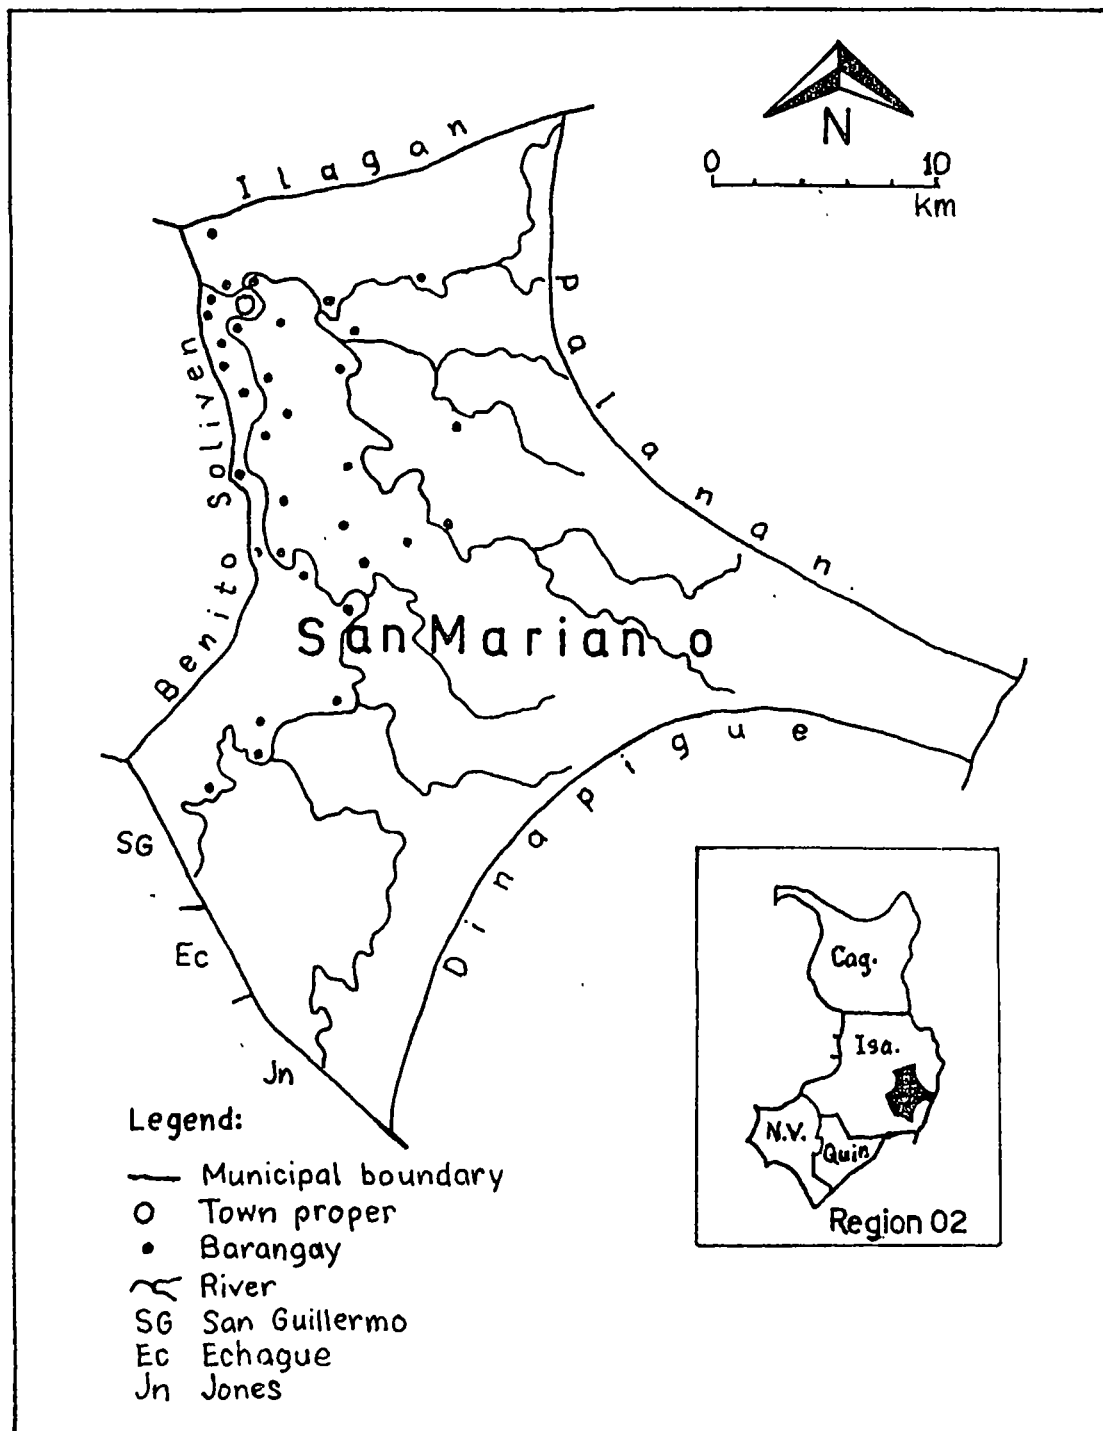 N
0 10
Km
Ilagan
Palanan
Benito Soliven
San Mariano
Dinapigue
SG
Ec
Jn
Cag.
Isa.
N.V.
Quin
Region 02
Legend:
Municipal boundary
Town proper
Barangay
River
SG San Guillermo
Ec Echague
Jn Jones